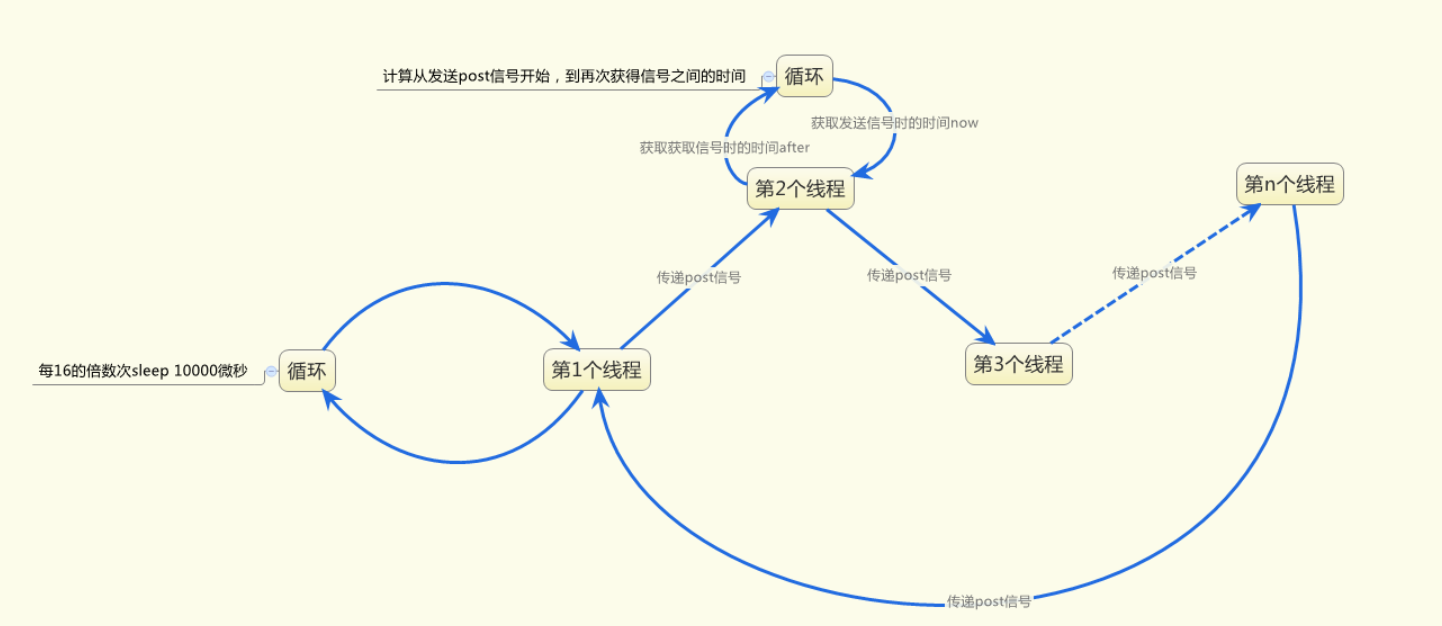 计算从发送post信号开始，到再次获得信号之间的时间
循环
获取发送信号时的时间now
获取获取信号时的时间after
第2个线程
第n个线程
传递post信号
传递post信号
传递post信号
每16的倍数次sleep 10000微秒
循环
第1个线程
第3个线程
传递post信号